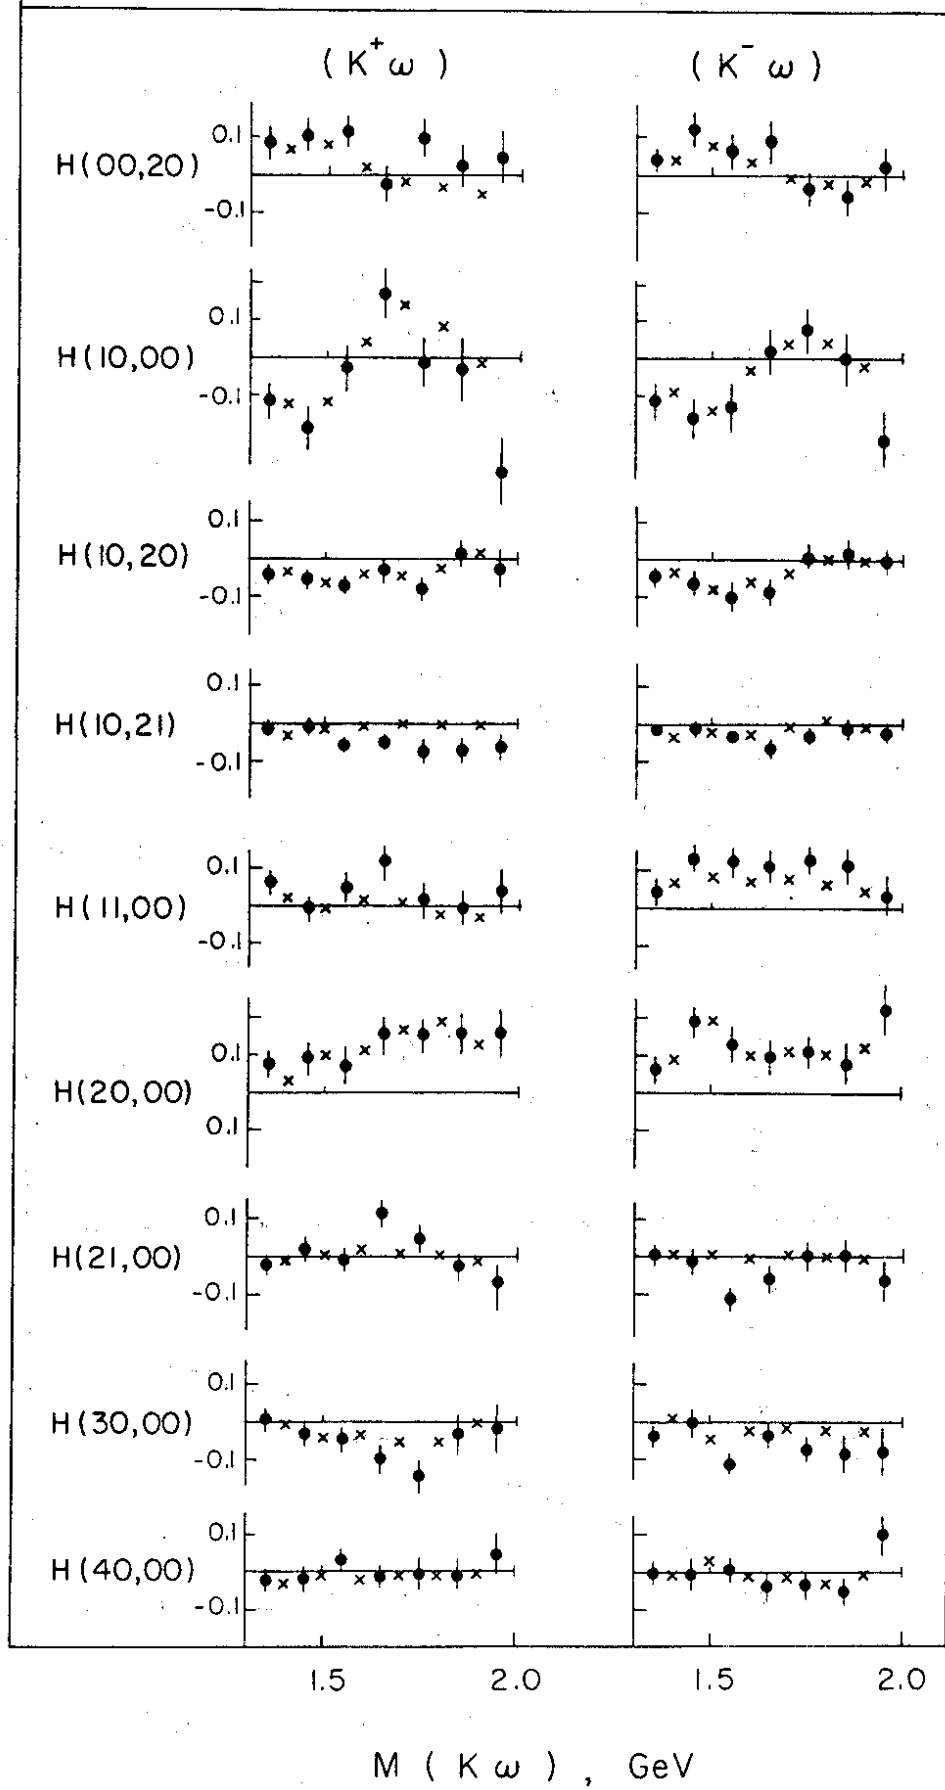 (K⁺ω) (K⁻ω)
H(00,20) 0.1
-0.1
H(10,00) 0.1
-0.1
H(10,20) 0.1
-0.1
H(10,21) 0.1
-0.1
H(11,00) 0.1
-0.1
H(20,00) 0.1
0.1
H(21,00) 0.1
-0.1
H(30,00) 0.1
-0.1
H(40,00) 0.1
-0.1
1.5 2.0 1.5 2.0
M (Kω), GeV